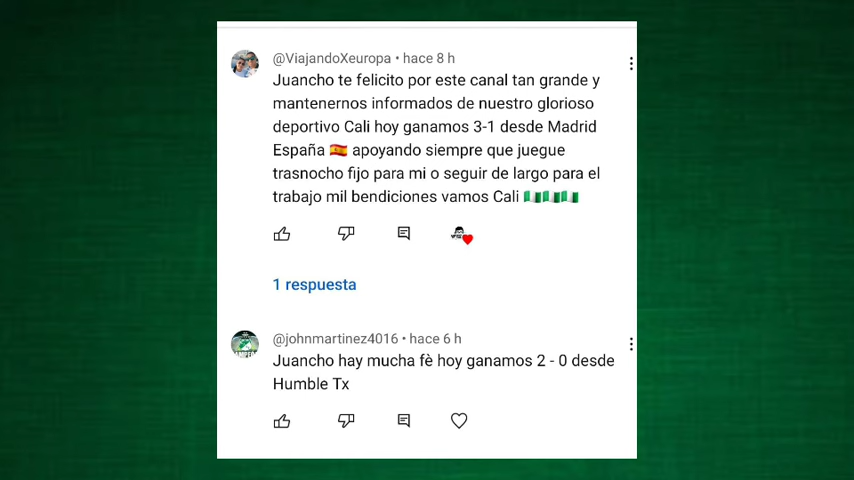 @ViajandoXeuropa • hace 8 h
Juancho te felicito por este canal tan grande y
mantenernos informados de nuestro glorioso
deportivo Cali hoy ganamos 3-1 desde Madrid
España 🇪🇸 apoyando siempre que juegue
trasnocho fijo para mi o seguir de largo para el
trabajo mil bendiciones vamos Cali 🇳🇬🇳🇬🇳🇬
1 respuesta
@johnmartinez4016 • hace 6 h
Juancho hay mucha fè hoy ganamos 2 - 0 desde
Humble Tx